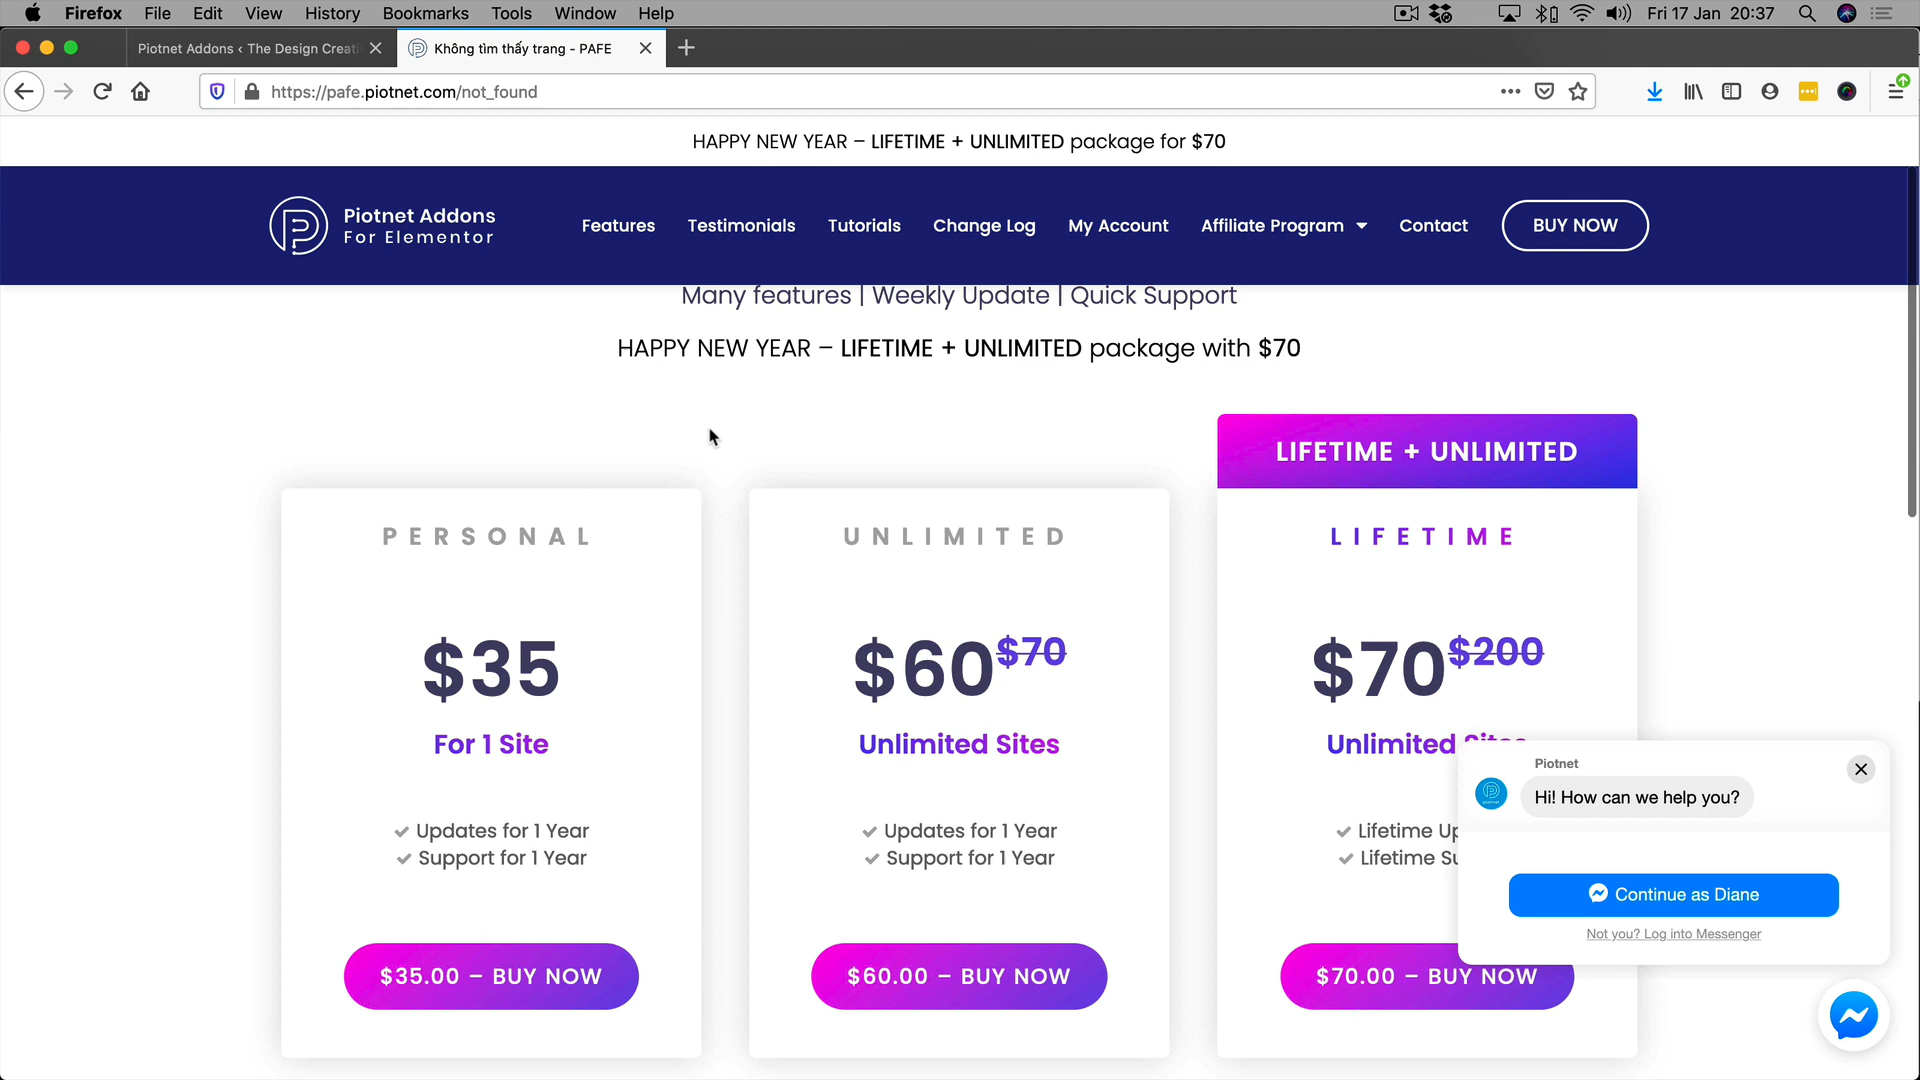 Firefox File Edit View History Bookmarks Tools Window Help Fri 17 Jan 20:37
Piotnet Addons ‹ The Design Creati
Không tìm thấy trang - PAFE
https://pafe.piotnet.com/not_found
HAPPY NEW YEAR – LIFETIME + UNLIMITED package for $70
Piotnet Addons
For Elementor
Features Testimonials Tutorials Change Log My Account Affiliate Program Contact BUY NOW
Many features | Weekly Update | Quick Support
HAPPY NEW YEAR – LIFETIME + UNLIMITED package with $70
PERSONAL
$35
For 1 Site
Updates for 1 Year
Support for 1 Year
$35.00 – BUY NOW
UNLIMITED
$60 $70
Unlimited Sites
Updates for 1 Year
Support for 1 Year
$60.00 – BUY NOW
LIFETIME + UNLIMITED
LIFETIME
$70 $200
Unlimited Sites
Lifetime Up
Lifetime Su
$70.00 – BUY NOW
Piotnet
Hi! How can we help you?
Continue as Diane
Not you? Log into Messenger